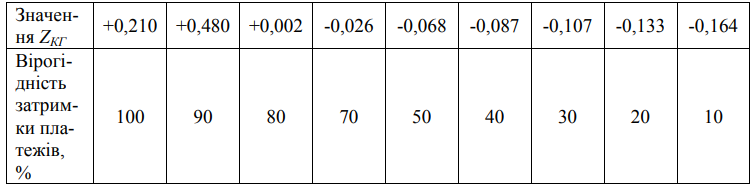 Значен-
ня ZКГ +0,210 +0,480 +0,002 -0,026 -0,068 -0,087 -0,107 -0,133 -0,164
Вірогі-
дність
затрим-
ки пла-
тежів,
% 100 90 80 70 50 40 30 20 10